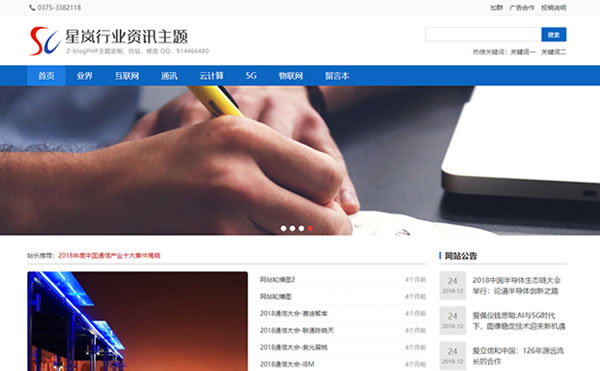 0375-3382118
加群 广告合作 投稿说明
星岚行业资讯主题
Z-blogPHP主题定制、仿站、修改 QQ：914466480
搜索
热搜关键词：关键词一 关键词二
首页 业界 互联网 通讯 云计算 5G 物联网 留言本
站长推荐：2018年度中国通信产业十大事件揭晓
网站公告
网站轮播图2 4个月前
网站轮播图 4个月前
2018通信大会-赛迪智库 4个月前
2018通信大会-联通陈晓天 4个月前
2018通信大会-紫光展锐 4个月前
2018通信大会-IBM 4个月前
24
2018-12
2018中国半导体生态链大会
举行：论道半导体创新之路
24
2018-12
爱佩仪钱思聪:AI与5G时代
下，图像稳定技术迎来新机遇
24
2018-12
爱立信和中国：126年源远流
长的合作